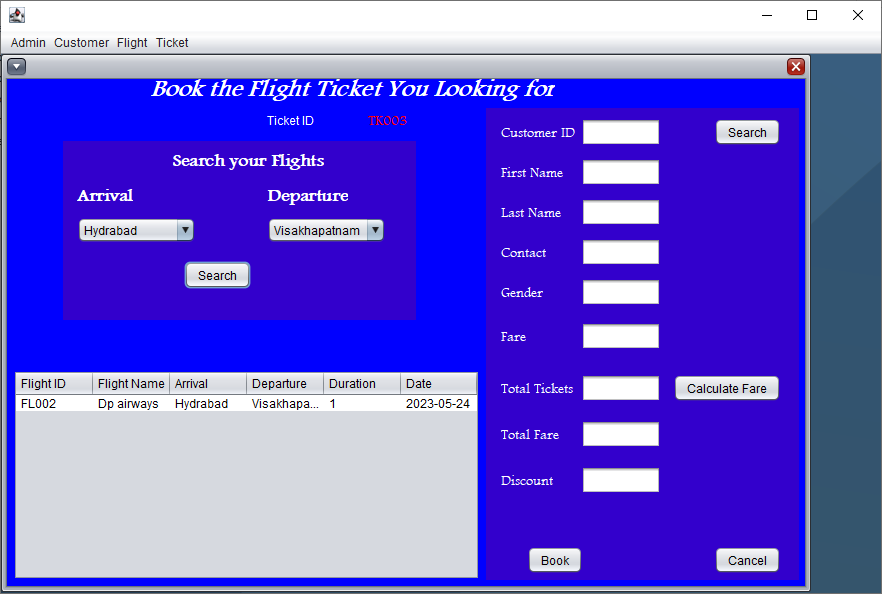 Admin Customer Flight Ticket
Book the Flight Ticket You Looking for
Ticket ID TK003
Search your Flights
Arrival Departure
Hydrabad Visakhapatnam
Search
Flight ID Flight Name Arrival Departure Duration Date
FL002 Dp airways Hydrabad Visakhapa... 1 2023-05-24
Customer ID Search
First Name
Last Name
Contact
Gender
Fare
Total Tickets Calculate Fare
Total Fare
Discount
Book Cancel